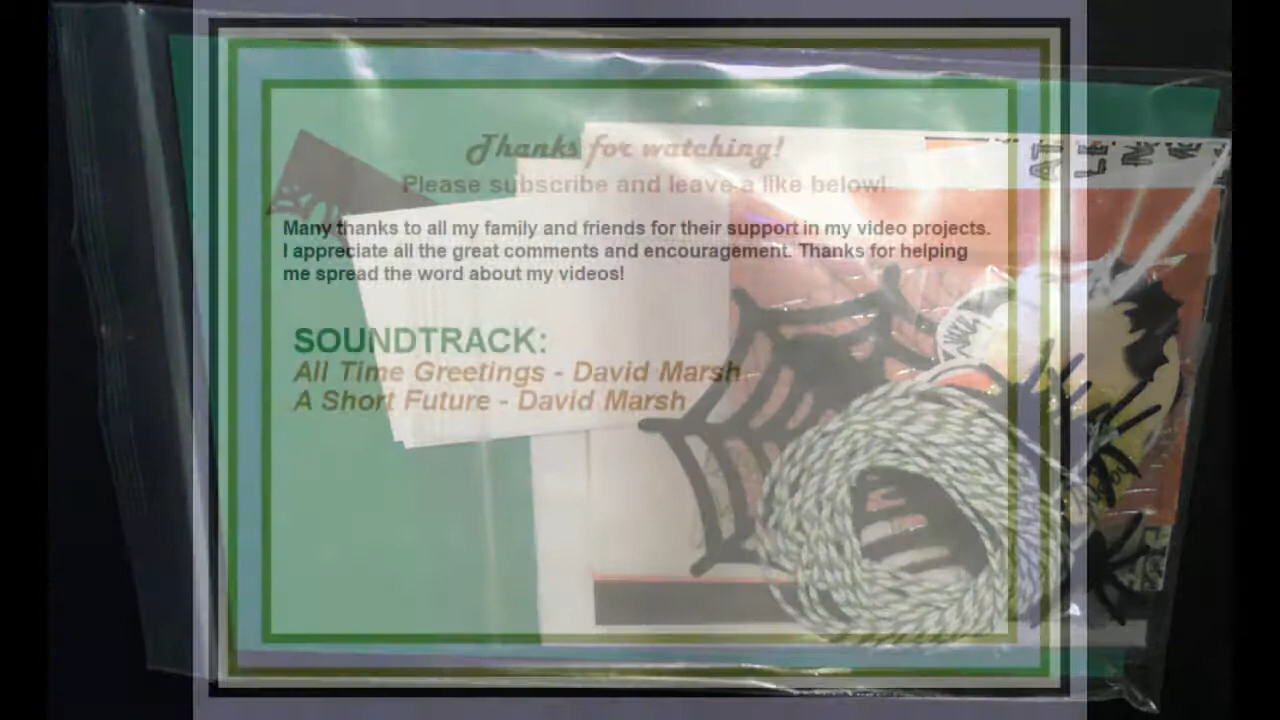 Thanks for watching!
Please subscribe and leave a like below!
Many thanks to all my family and friends for their support in my video projects.
I appreciate all the great comments and encouragement. Thanks for helping
me spread the word about my videos!
SOUNDTRACK:
All Time Greetings - David Marsh
A Short Future - David Marsh